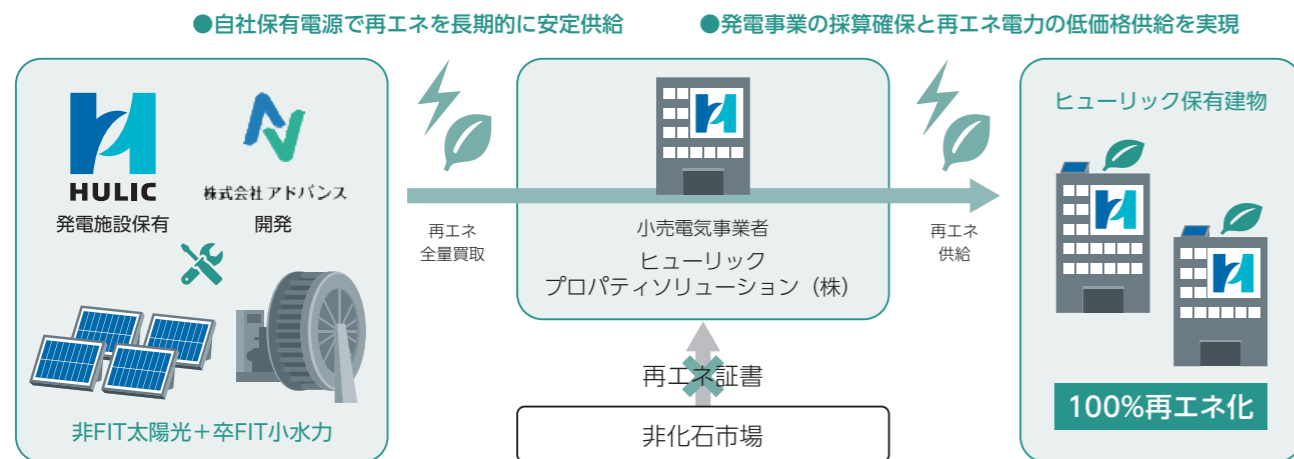 ●自社保有電源で再エネを長期的に安定供給
●発電事業の採算確保と再エネ電力の低価格供給を実現
HULIC
発電施設保有
株式会社アドバンス
開発
非FIT太陽光＋卒FIT小水力
再エネ
全量買取
小売電気事業者
ヒューリック
プロパティソリューション（株）
再エネ証書
非化石市場
再エネ
供給
ヒューリック保有建物
100%再エネ化